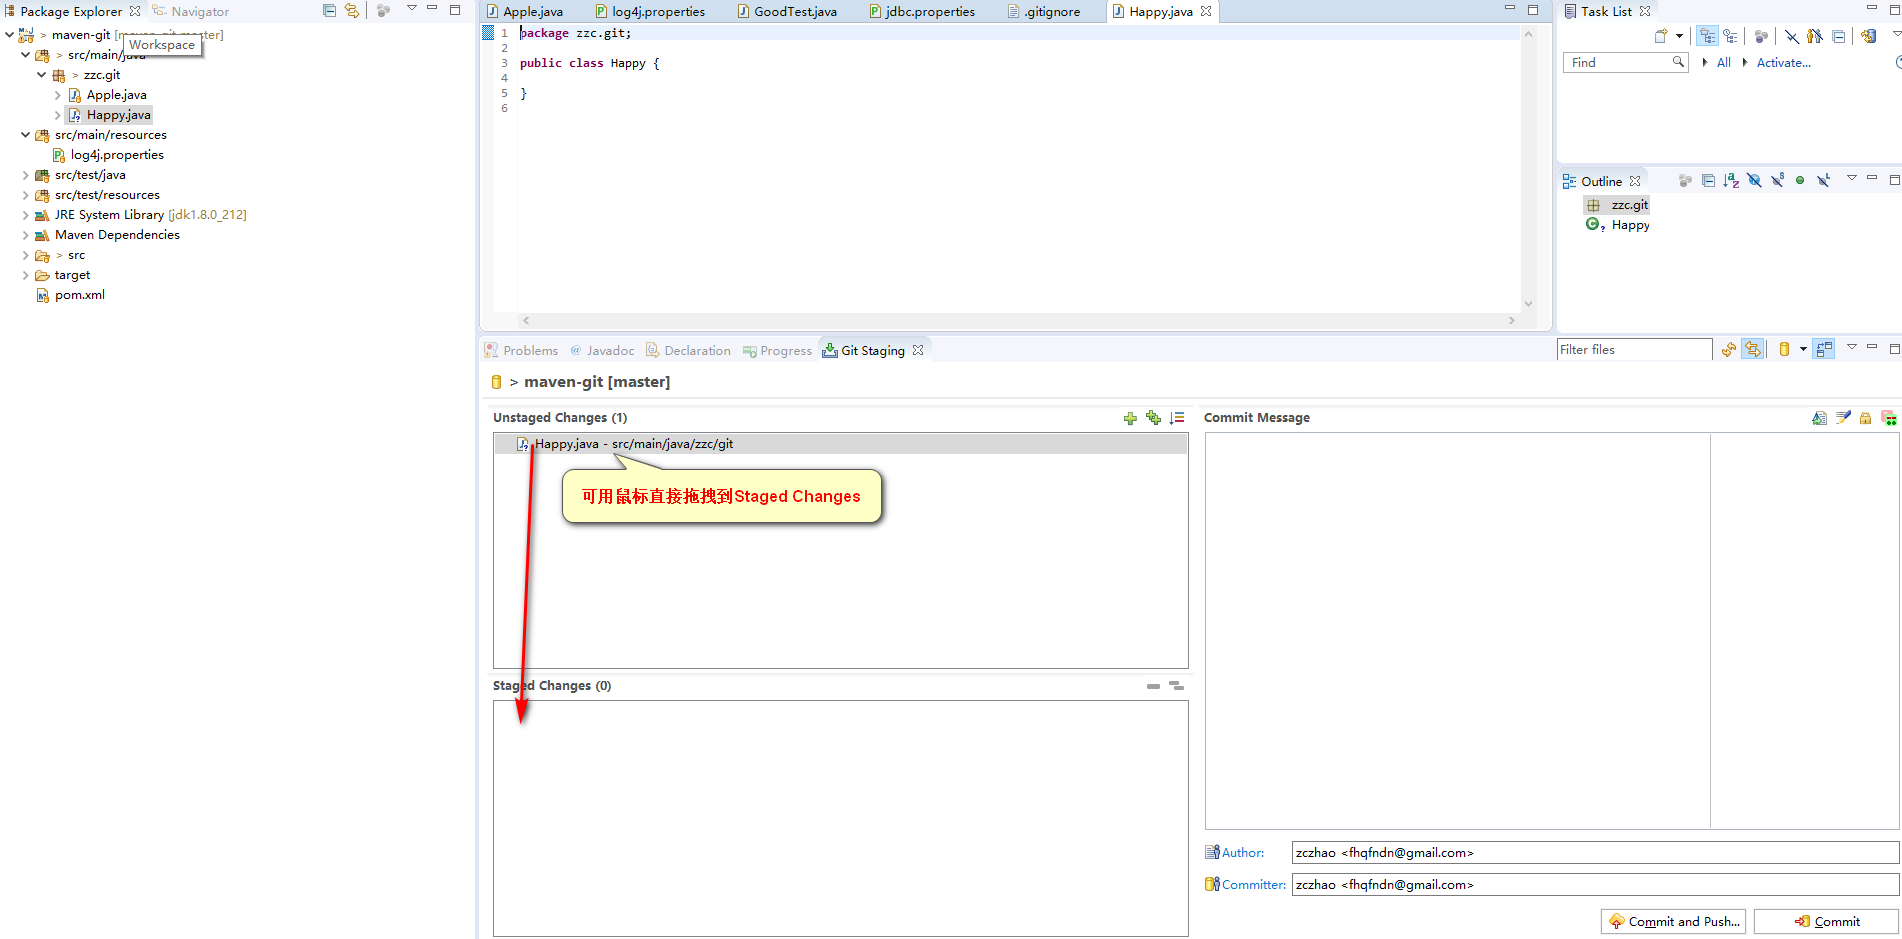 Package Explorer
Navigator
> maven-git [maven-git master]
Workspace
> src/main/java
> zzc.git
Apple.java
Happy.java
src/main/resources
log4j.properties
src/test/java
src/test/resources
JRE System Library [jdk1.8.0_212]
Maven Dependencies
> src
target
pom.xml
Apple.java
log4j.properties
GoodTest.java
jdbc.properties
.gitignore
Happy.java
1 package zzc.git;
2
3 public class Happy {
4
5 }
6
Task List
Find
All
Activate...
Outline
zzc.git
Happy
Problems
@ Javadoc
Declaration
Progress
Git Staging
Filter files
> maven-git [master]
Unstaged Changes (1)
Happy.java - src/main/java/zzc/git
可用鼠标直接拖拽到Staged Changes
Staged Changes (0)
Commit Message
Author:
zczhao <fhqfndn@gmail.com>
Committer:
zczhao <fhqfndn@gmail.com>
Commit and Push...
Commit